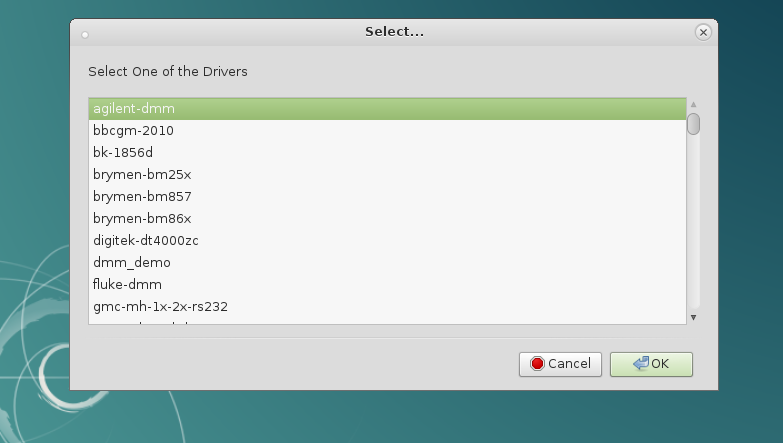 Select...
Select One of the Drivers
agilent-dmm
bbcgm-2010
bk-1856d
brymen-bm25x
brymen-bm857
brymen-bm86x
digitek-dt4000zc
dmm_demo
fluke-dmm
gmc-mh-1x-2x-rs232
Cancel OK